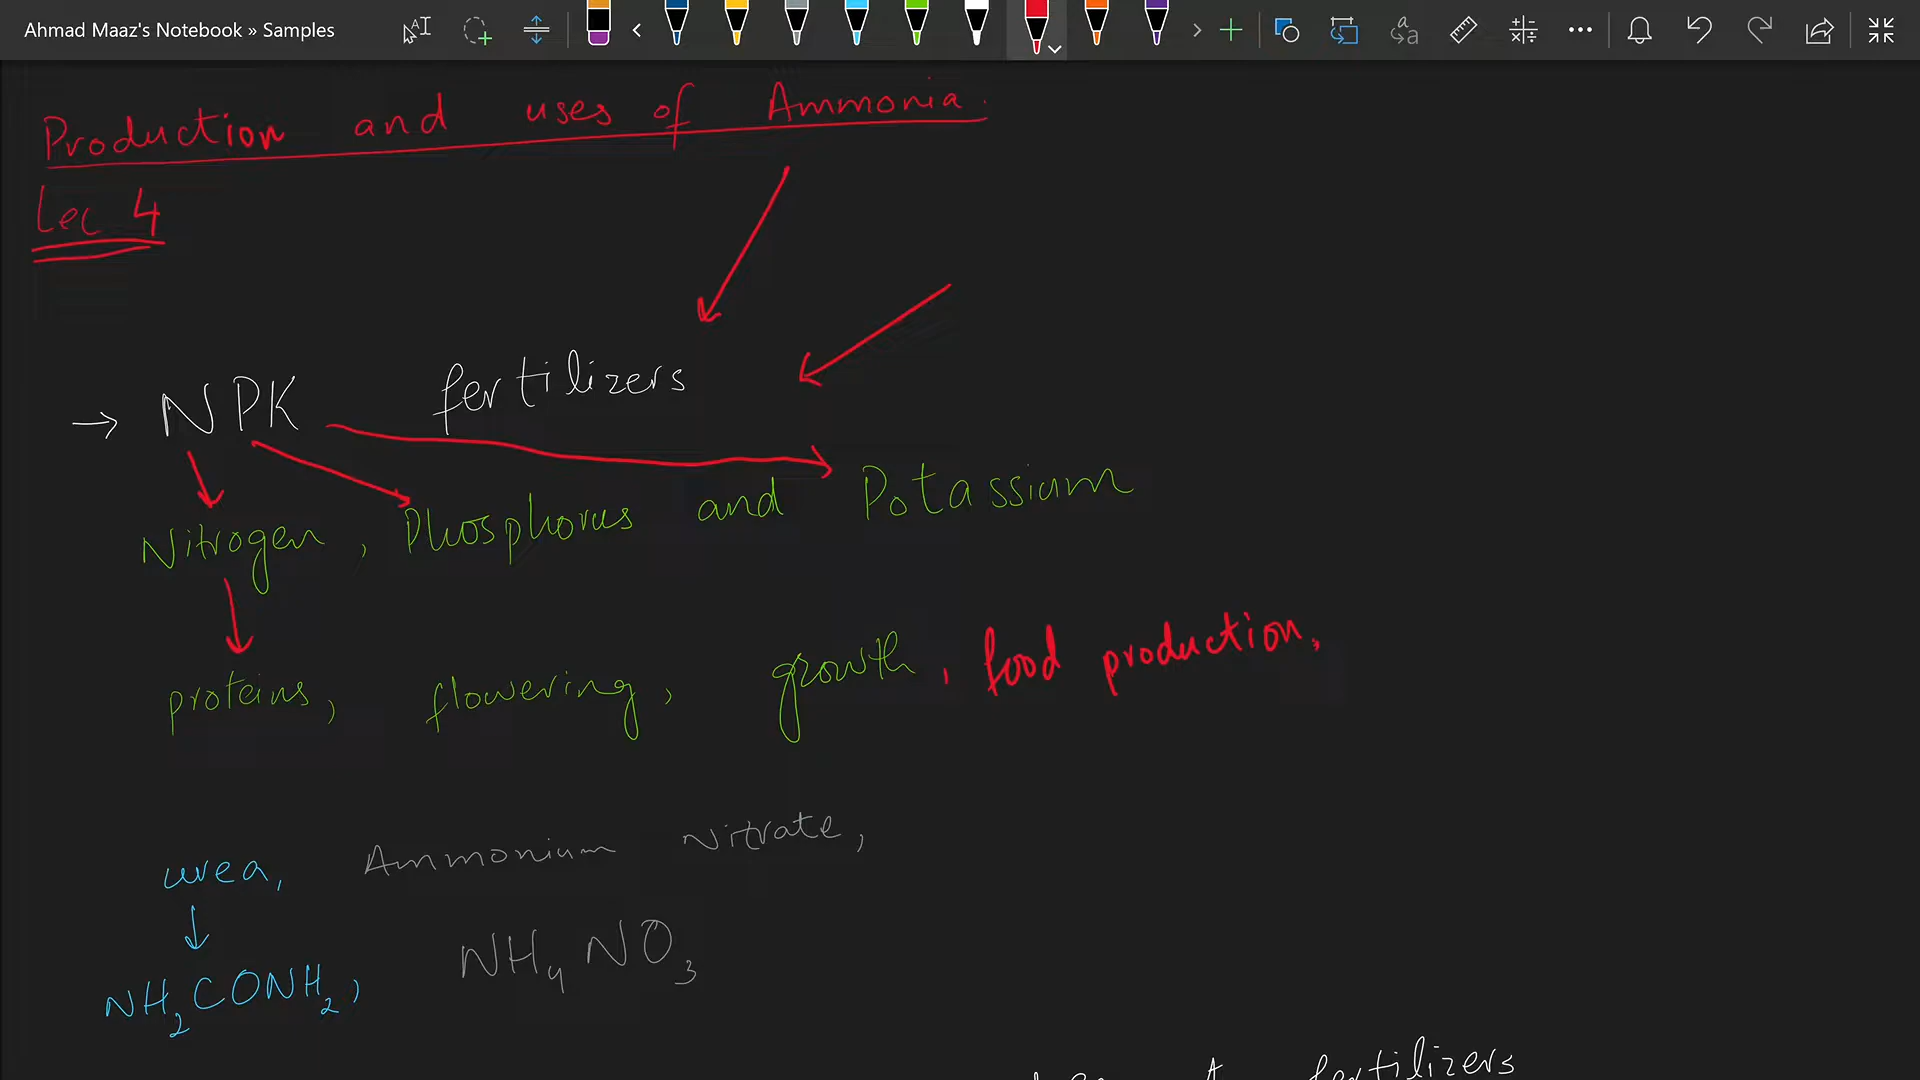 Ahmad Maaz's Notebook » Samples
Production and uses of Ammonia.
Lec 4
→ NPK fertilizers
Nitrogen, Phosphorus and Potassium
proteins, flowering, growth, food production,
urea, Ammonium Nitrate,
NH₂CONH₂, NH₄NO₃
fertilizers